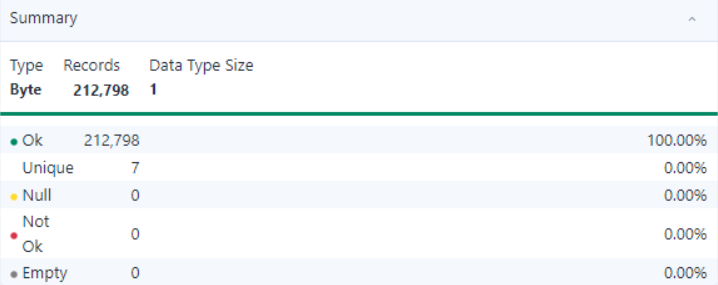 Summary
Type Records Data Type Size
Byte 212,798 1
Ok 212,798 100.00%
Unique 7 0.00%
Null 0 0.00%
Not
Ok 0 0.00%
Empty 0 0.00%